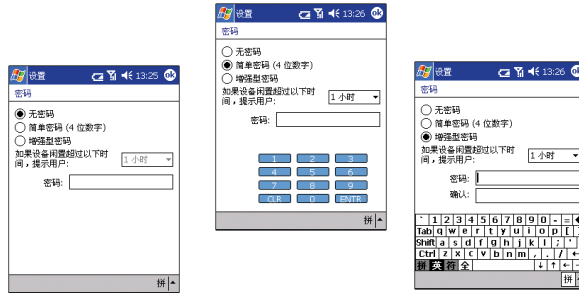 设置 13:25 ok
密码
无密码
简单密码 (4 位数字)
增强型密码
如果设备闲置超过以下时
间，提示用户:
1 小时
密码:
拼
设置 13:26 ok
密码
无密码
简单密码 (4 位数字)
增强型密码
如果设备闲置超过以下时
间，提示用户:
1 小时
密码:
1 2 3
4 5 6
7 8 9
CLR 0 ENTR
拼
设置 13:26 ok
密码
无密码
简单密码 (4 位数字)
增强型密码
如果设备闲置超过以下时
间，提示用户:
1 小时
密码:
确认:
` 1 2 3 4 5 6 7 8 9 0 - =
Tab q w e r t y u i o p [ ]
Shift a s d f g h j k l ; '
Ctrl z x c v b n m , . /
拼 英 符 全 ↓ ↑ ← →
拼